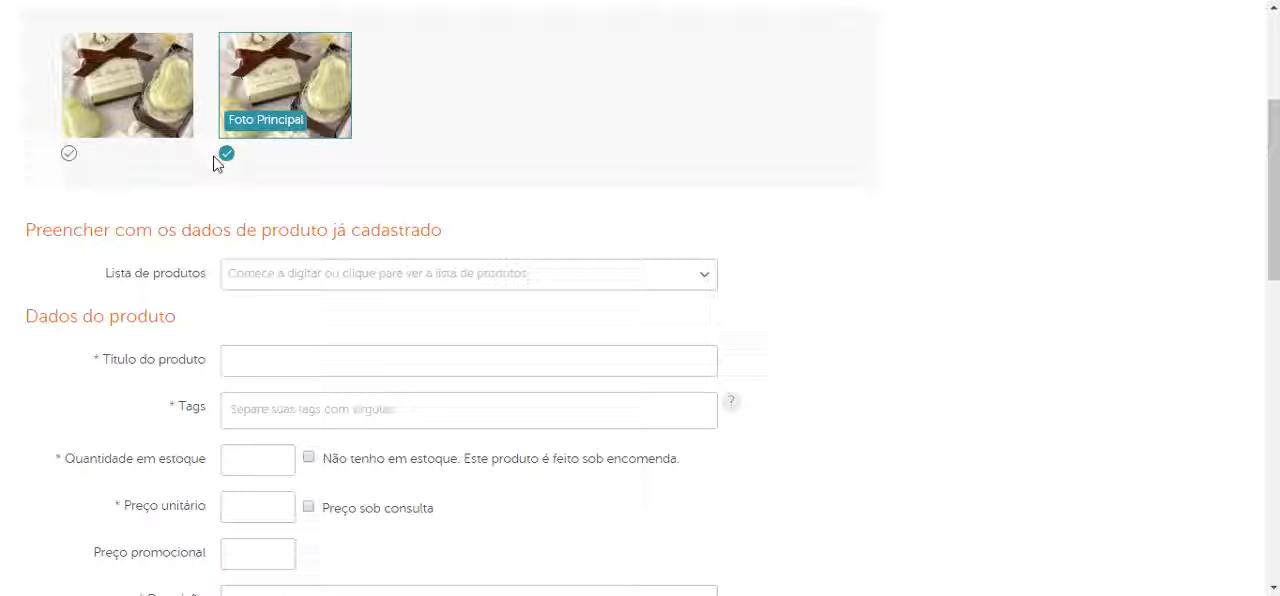 Foto Principal
Preencher com os dados de produto já cadastrado
Lista de produtos
Comece a digitar ou clique para ver a lista de produtos
Dados do produto
* Título do produto
* Tags
Separe suas tags com vírgulas
?
* Quantidade em estoque
Não tenho em estoque. Este produto é feito sob encomenda.
* Preço unitário
Preço sob consulta
Preço promocional